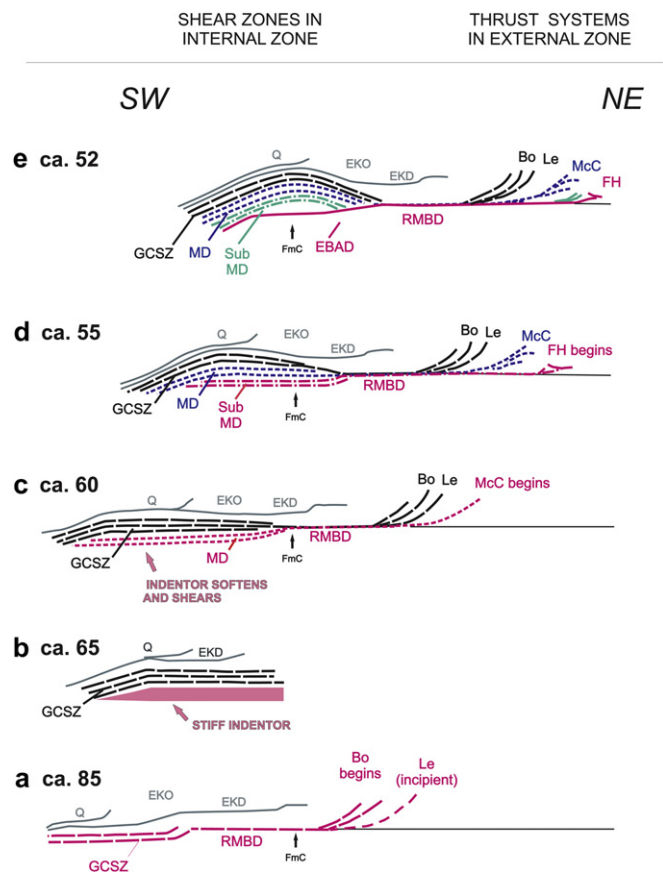 SHEAR ZONES IN
INTERNAL ZONE
THRUST SYSTEMS
IN EXTERNAL ZONE
SW
NE
e ca. 52
Q
EKO
EKD
Bo
Le
McC
FH
RMBD
GCSZ
MD
Sub
MD
FmC
EBAD
d ca. 55
Q
EKO
EKD
Bo
Le
McC
FH begins
RMBD
GCSZ
MD
Sub
MD
FmC
c ca. 60
Q
EKO
EKD
Bo
Le
McC begins
RMBD
GCSZ
MD
FmC
INDENTOR SOFTENS
AND SHEARS
b ca. 65
Q
EKD
GCSZ
STIFF INDENTOR
a ca. 85
Q
EKO
EKD
Bo
begins
Le
(incipient)
RMBD
GCSZ
FmC